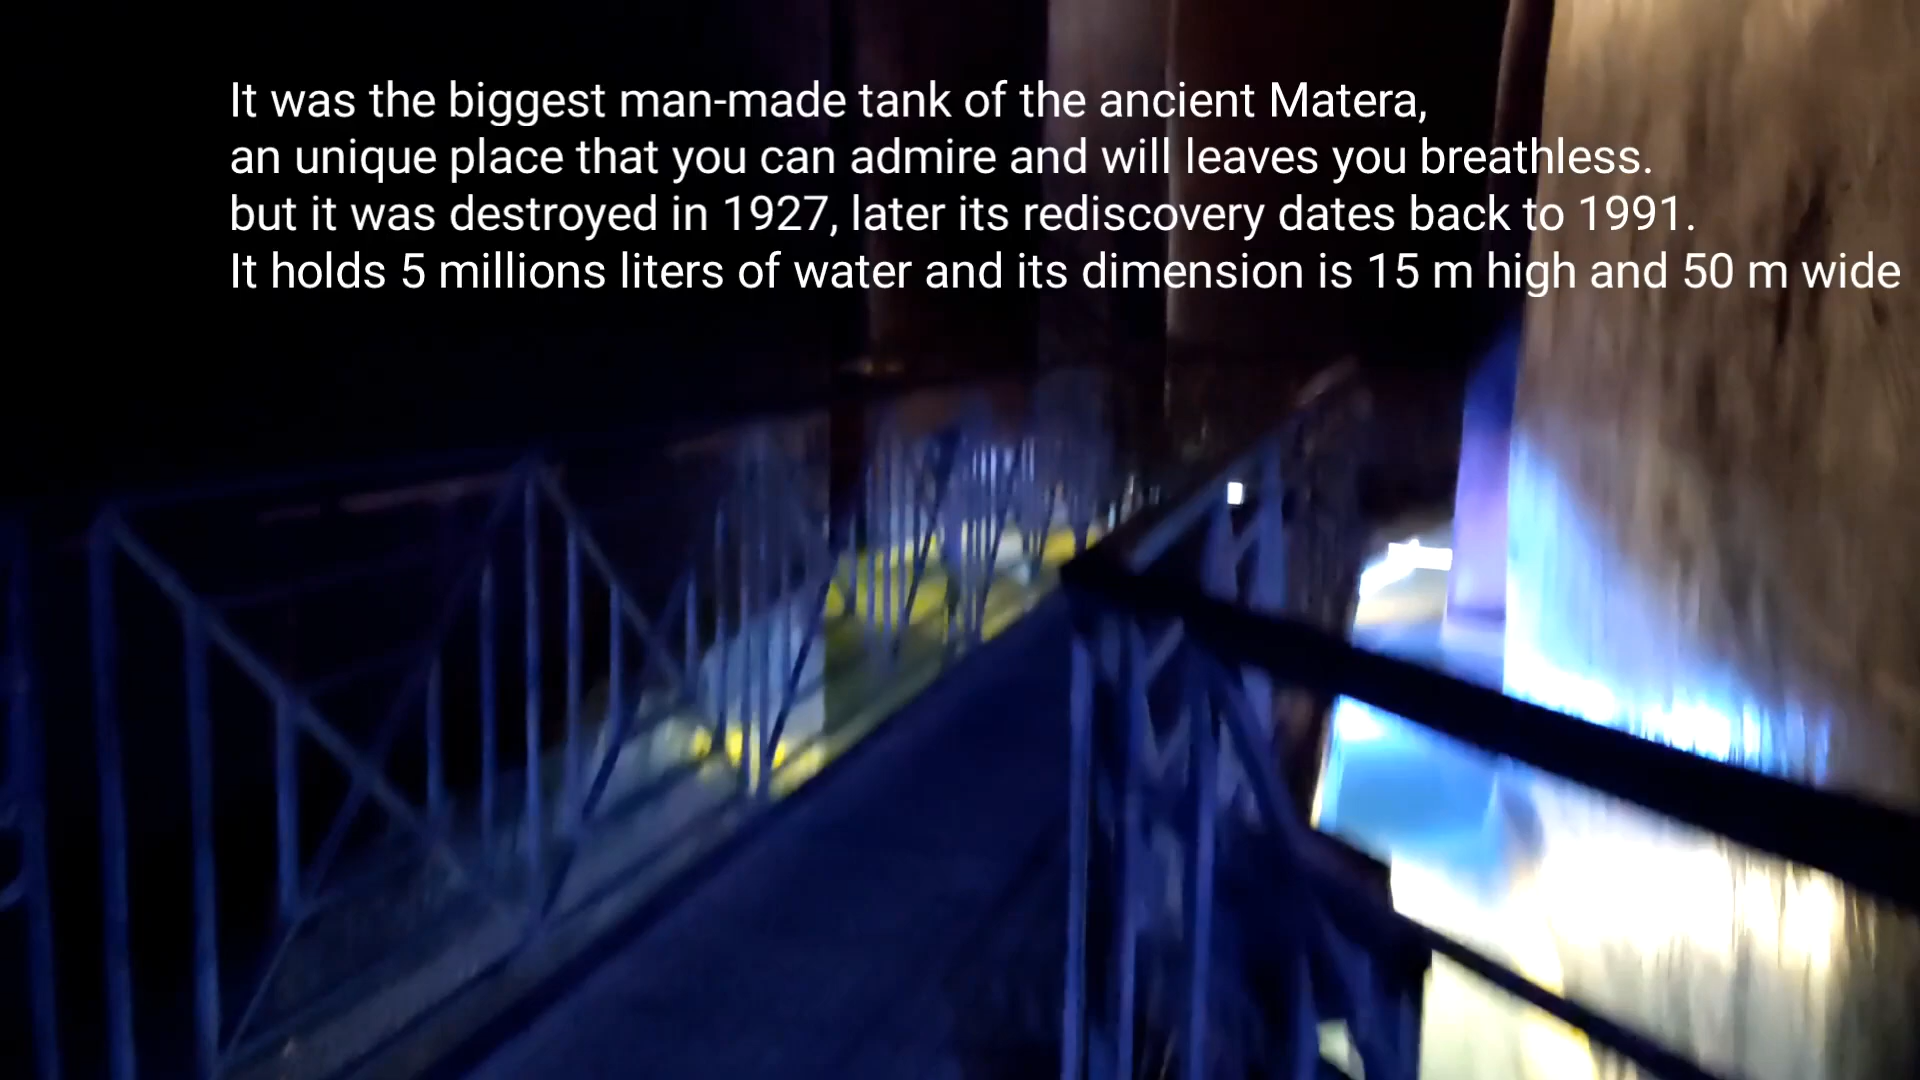 It was the biggest man-made tank of the ancient Matera,
an unique place that you can admire and will leaves you breathless.
but it was destroyed in 1927, later its rediscovery dates back to 1991.
It holds 5 millions liters of water and its dimension is 15 m high and 50 m wide